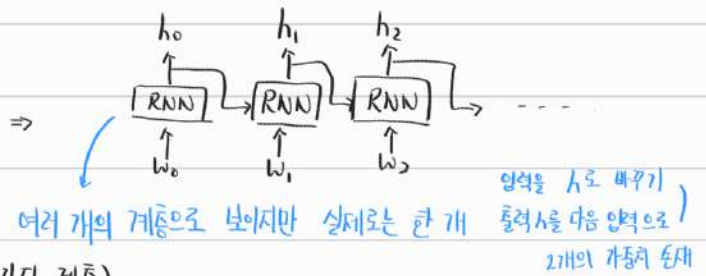 h₀ h₁ h₂
⇒ RNN RNN RNN ----
w₀ w₁ w₂
입력을 h로 바꾸기
여러 개의 계층으로 보이지만 실제로는 한 개
출력 h를 다음 입력으로
2개의 가중치 존재
계층)